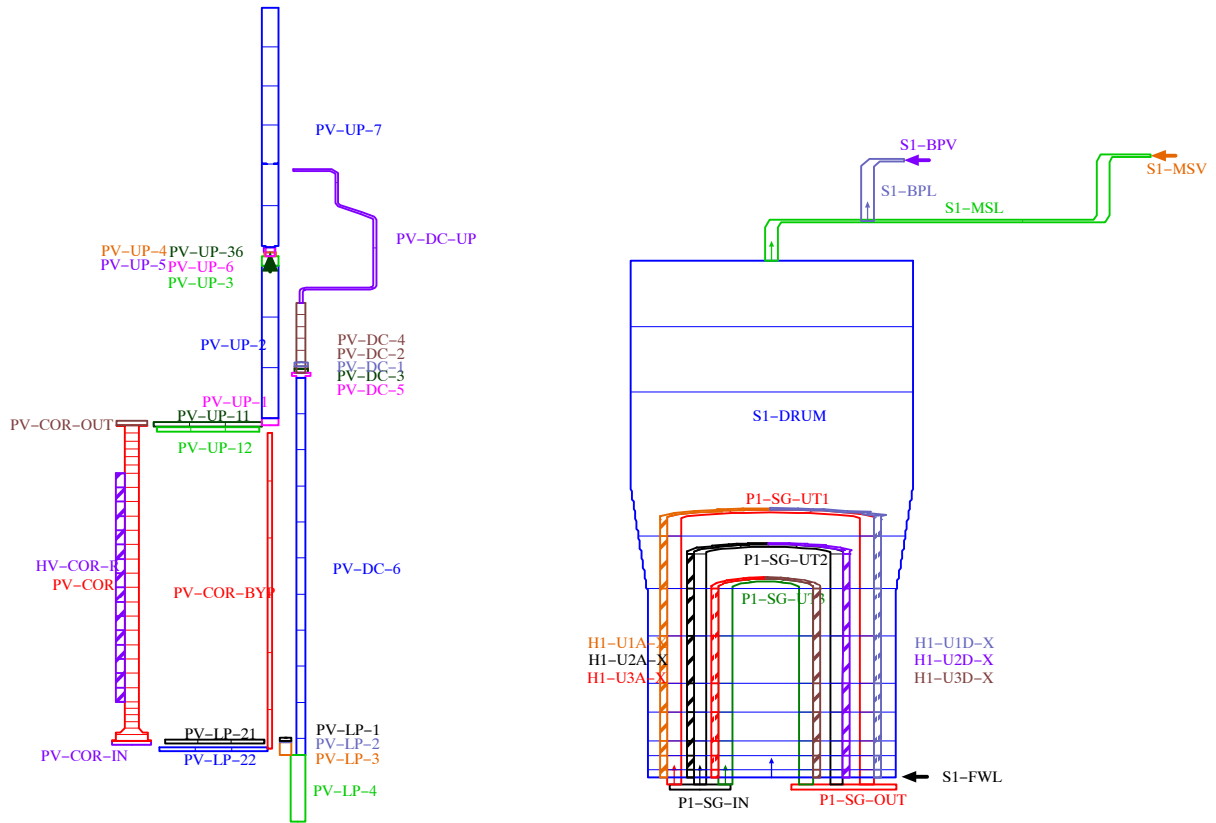 PV-UP-7
S1-BPV
S1-MSV
S1-BPL
S1-MSL
PV-DC-UP
PV-UP-4 PV-UP-36
PV-UP-5 PV-UP-6
PV-UP-3
PV-UP-2
PV-DC-4
PV-DC-2
PV-DC-1
PV-DC-3
PV-DC-5
PV-UP-1
PV-UP-11
PV-COR-OUT
PV-UP-12
S1-DRUM
P1-SG-UT1
P1-SG-UT2
P1-SG-UT3
HV-COR-R
PV-COR
PV-COR-BYP
PV-DC-6
H1-U1A-X
H1-U2A-X
H1-U3A-X
H1-U1D-X
H1-U2D-X
H1-U3D-X
PV-LP-21
PV-LP-1
PV-LP-2
PV-LP-3
PV-COR-IN
PV-LP-22
PV-LP-4
S1-FWL
P1-SG-IN
P1-SG-OUT